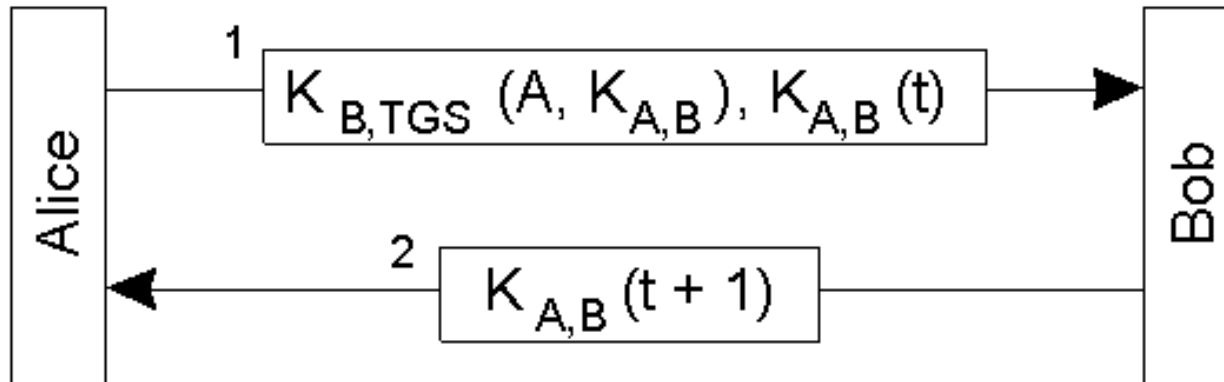 Alice
1
K B,TGS (A, K A,B ), K A,B (t)
2
K A,B (t + 1)
Bob